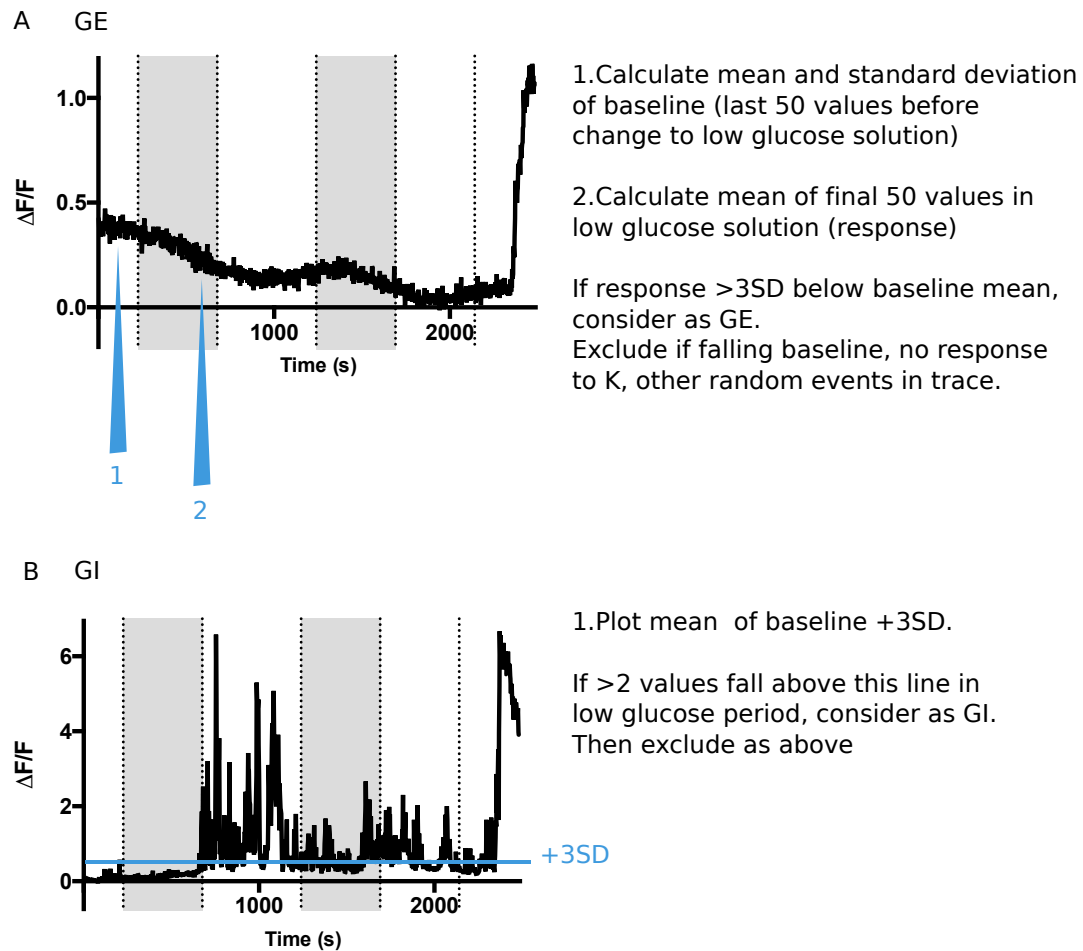 A GE
1.0
0.5
0.0
ΔF/F
1000
2000
Time (s)
1
2
1.Calculate mean and standard deviation
of baseline (last 50 values before
change to low glucose solution)
2.Calculate mean of final 50 values in
low glucose solution (response)
If response >3SD below baseline mean,
consider as GE.
Exclude if falling baseline, no response
to K, other random events in trace.
B GI
6
4
2
0
ΔF/F
1000
2000
Time (s)
+3SD
1.Plot mean  of baseline +3SD.
If >2 values fall above this line in
low glucose period, consider as GI.
Then exclude as above